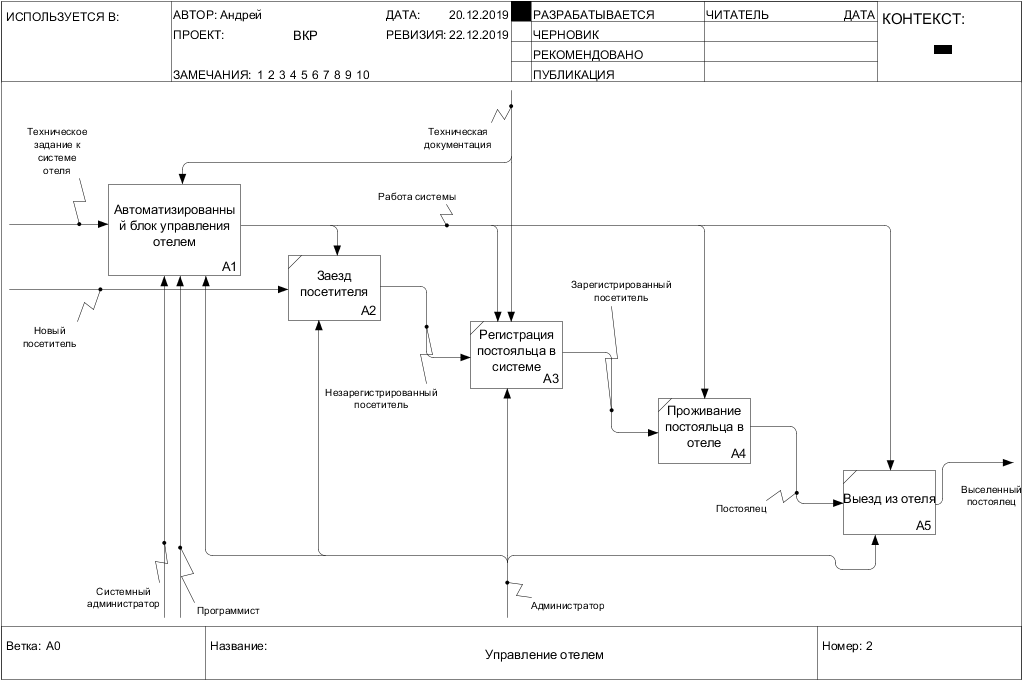 ИСПОЛЬЗУЕТСЯ В:
АВТОР: Андрей
ДАТА: 20.12.2019
РАЗРАБАТЫВАЕТСЯ
ЧИТАТЕЛЬ
ДАТА
КОНТЕКСТ:
ПРОЕКТ: ВКР
РЕВИЗИЯ: 22.12.2019
ЧЕРНОВИК
РЕКОМЕНДОВАНО
ЗАМЕЧАНИЯ: 1 2 3 4 5 6 7 8 9 10
ПУБЛИКАЦИЯ
Техническое
задание к
системе
отеля
Техническая
документация
Работа системы
Автоматизированны
й блок управления
отелем
A1
Заезд
посетителя
A2
Зарегистрированный
посетитель
Новый
посетитель
Регистрация
постояльца в
системе
A3
Незарегистрированный
посетитель
Проживание
постояльца в
отеле
A4
Постоялец
Выезд из отеля
A5
Выселенный
постоялец
Системный
администратор
Программист
Администратор
Ветка: A0
Название:
Управление отелем
Номер: 2